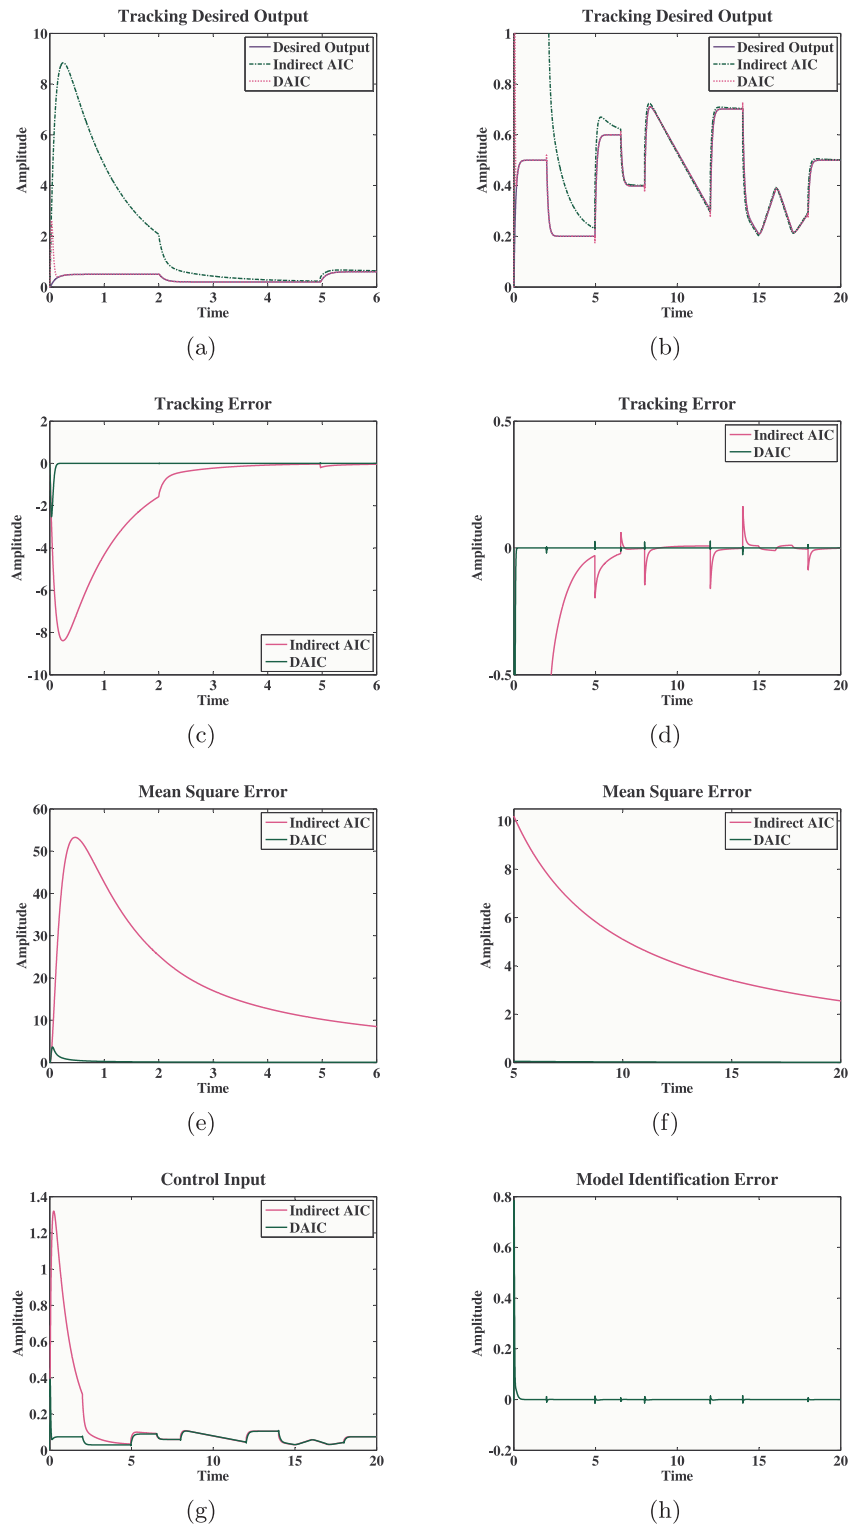 Tracking Desired Output
10
8
6
4
2
0
Amplitude
Desired Output
Indirect AIC
DAIC
0 1 2 3 4 5 6
Time
(a)
Tracking Desired Output
1
0.8
0.6
0.4
0.2
0
Amplitude
Desired Output
Indirect AIC
DAIC
0 5 10 15 20
Time
(b)
Tracking Error
2
0
-2
-4
-6
-8
-10
Amplitude
Indirect AIC
DAIC
0 1 2 3 4 5 6
Time
(c)
Tracking Error
0.5
0
-0.5
Amplitude
Indirect AIC
DAIC
0 5 10 15 20
Time
(d)
Mean Square Error
60
50
40
30
20
10
0
Amplitude
Indirect AIC
DAIC
0 1 2 3 4 5 6
Time
(e)
Mean Square Error
10
8
6
4
2
0
Amplitude
Indirect AIC
DAIC
5 10 15 20
Time
(f)
Control Input
1.4
1.2
1
0.8
0.6
0.4
0.2
0
Amplitude
Indirect AIC
DAIC
0 5 10 15 20
Time
(g)
Model Identification Error
0.8
0.6
0.4
0.2
0
-0.2
Amplitude
0 5 10 15 20
Time
(h)